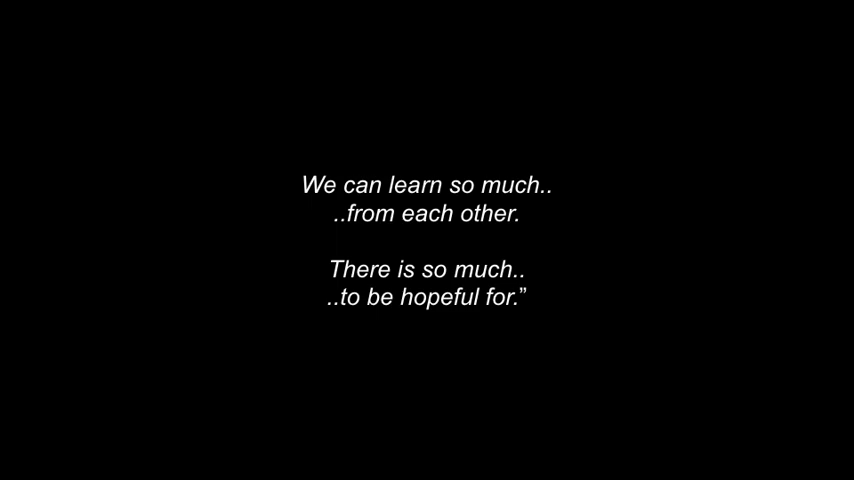 We can learn so much..
..from each other.
There is so much..
..to be hopeful for.”